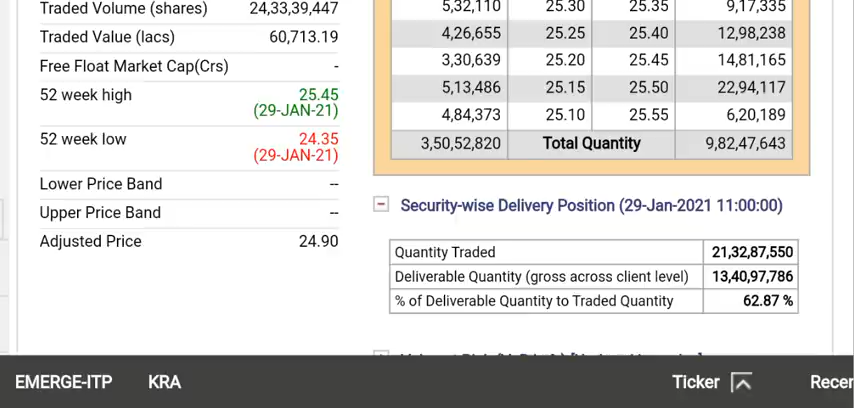 Traded Volume (shares) 24,33,39,447
Traded Value (lacs) 60,713.19
Free Float Market Cap(Crs) -
52 week high 25.45
(29-JAN-21)
52 week low 24.35
(29-JAN-21)
Lower Price Band --
Upper Price Band --
Adjusted Price 24.90
5,32,110 25.30 25.35 9,17,335
4,26,655 25.25 25.40 12,98,238
3,30,639 25.20 25.45 14,81,165
5,13,486 25.15 25.50 22,94,117
4,84,373 25.10 25.55 6,20,189
3,50,52,820 Total Quantity 9,82,47,643
Security-wise Delivery Position (29-Jan-2021 11:00:00)
Quantity Traded 21,32,87,550
Deliverable Quantity (gross across client level) 13,40,97,786
% of Deliverable Quantity to Traded Quantity 62.87 %
EMERGE-ITP KRA Ticker Recer